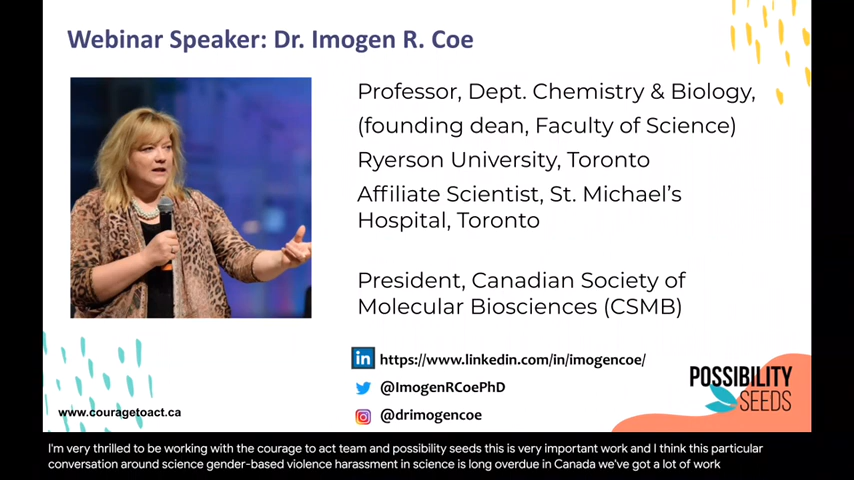 Webinar Speaker: Dr. Imogen R. Coe
Professor, Dept. Chemistry & Biology,
(founding dean, Faculty of Science)
Ryerson University, Toronto
Affiliate Scientist, St. Michael's
Hospital, Toronto
President, Canadian Society of
Molecular Biosciences (CSMB)
in https://www.linkedin.com/in/imogencoe/
@ImogenRCoePhD
@drimogencoe
POSSIBILITY
SEEDS
www.couragetoact.ca
I'm very thrilled to be working with the courage to act team and possibility seeds this is very important work and I think this particular
conversation around science gender-based violence harassment in science is long overdue in Canada we've got a lot of work